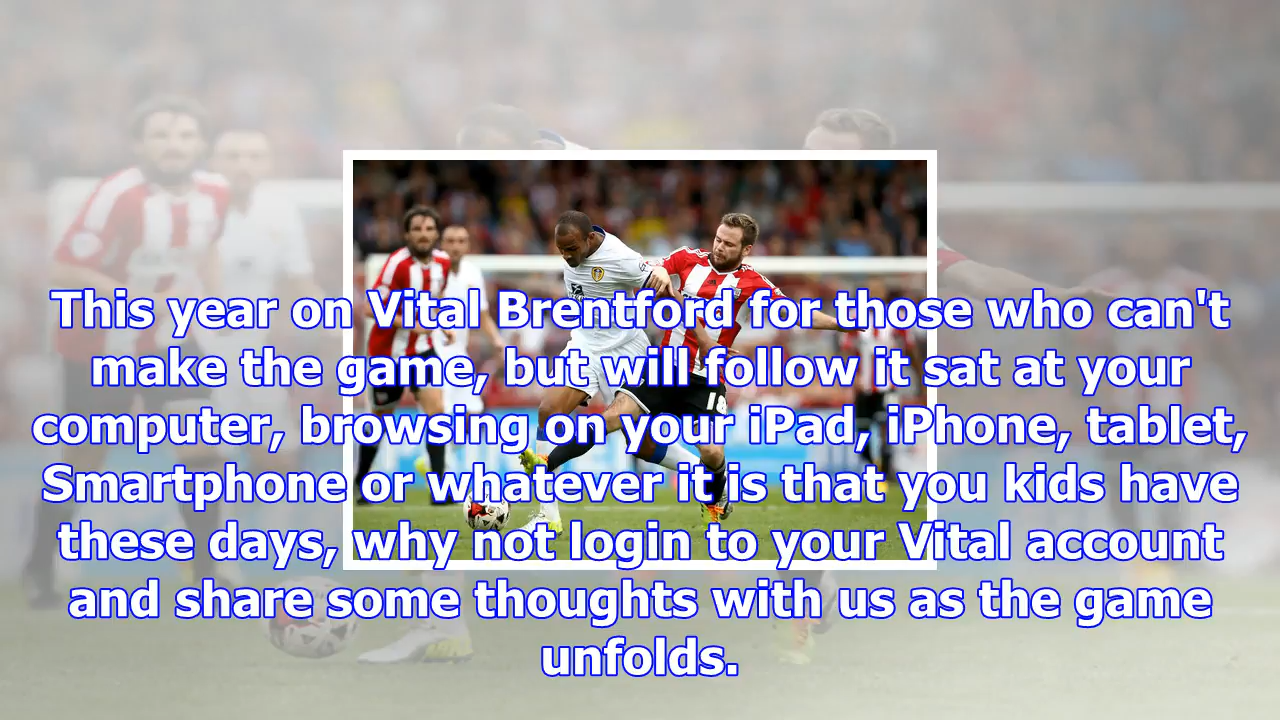 This year on Vital Brentford for those who can't
make the game, but will follow it sat at your
computer, browsing on your iPad, iPhone, tablet,
Smartphone or whatever it is that you kids have
these days, why not login to your Vital account
and share some thoughts with us as the game
unfolds.
18